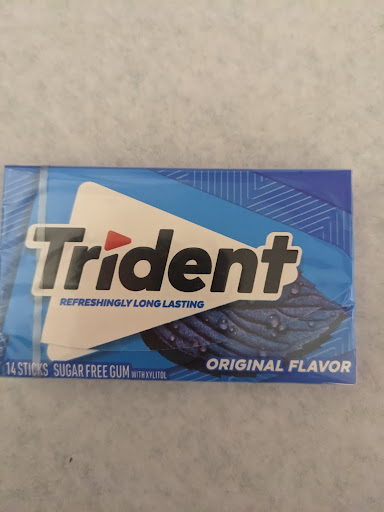 Trident
REFRESHINGLY LONG LASTING
ORIGINAL FLAVOR
14 STICKS SUGAR FREE GUM WITH XYLITOL